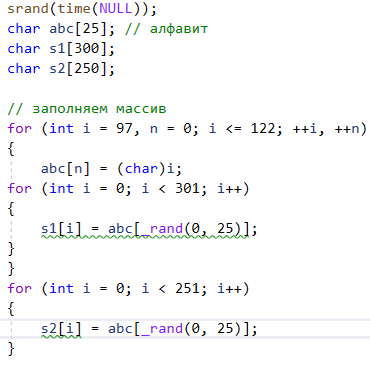 srand(time(NULL));
char abc[25]; // алфавит
char s1[300];
char s2[250];
// заполняем массив
for (int i = 97, n = 0; i <= 122; ++i, ++n)
{
abc[n] = (char)i;
for (int i = 0; i < 301; i++)
{
s1[i] = abc[_rand(0, 25)];
}
}
for (int i = 0; i < 251; i++)
{
s2[i] = abc[_rand(0, 25)];
}